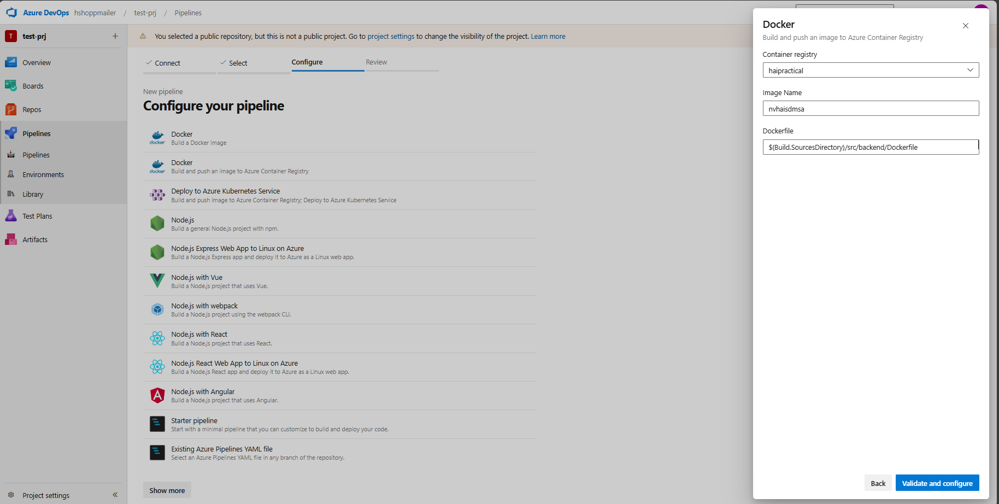 Azure DevOps hshoppmailer / test-prj / Pipelines
T test-prj +
Overview
Boards
Repos
Pipelines
Pipelines
Environments
Library
Test Plans
Artifacts
Project settings
You selected a public repository, but this is not a public project. Go to project settings to change the visibility of the project. Learn more
Connect
Select
Configure
Review
New pipeline
Configure your pipeline
docker
Docker
Build a Docker image
docker
Docker
Build and push an image to Azure Container Registry
Deploy to Azure Kubernetes Service
Build and push image to Azure Container Registry; Deploy to Azure Kubernetes Service
Node.js
Build a general Node.js project with npm.
Node.js Express Web App to Linux on Azure
Build a Node.js Express app and deploy it to Azure as a Linux web app.
Node.js with Vue
Build a Node.js project that uses Vue.
Node.js with webpack
Build a Node.js project using the webpack CLI.
Node.js with React
Build a Node.js project that uses React.
Node.js React Web App to Linux on Azure
Build a Node.js React app and deploy it to Azure as a Linux web app.
A
Node.js with Angular
Build a Node.js project that uses Angular.
Starter pipeline
Start with a minimal pipeline that you can customize to build and deploy your code.
Existing Azure Pipelines YAML file
Select an Azure Pipelines YAML file in any branch of the repository.
Show more
Docker
Build and push an image to Azure Container Registry
Container registry
haipractical
Image Name
nvhaisdmsa
Dockerfile
$(Build.SourcesDirectory)/src/backend/Dockerfile
Back
Validate and configure